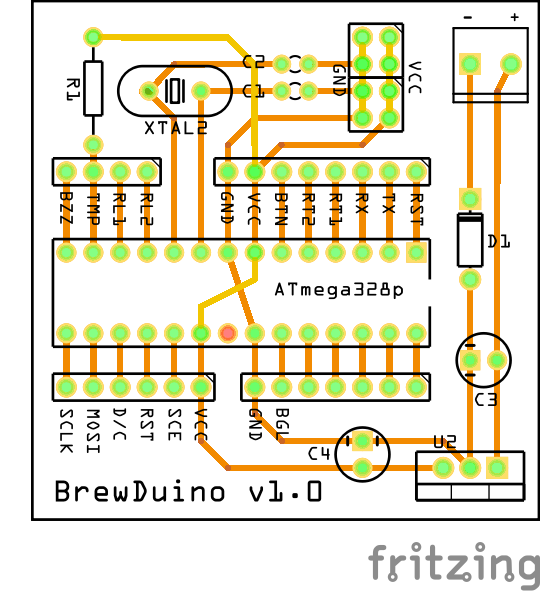 - +
C2
R1
C1
GND
VCC
XTAL2
BZZ TMP RL1 RL2 GND VCC BTN RT2 RT1 RX TX RST
D1
ATmega328p
C3
SCLK MOSI D/C RST SCE VCC GND BGL
U2
C4
BrewDuino v1.0
fritzing